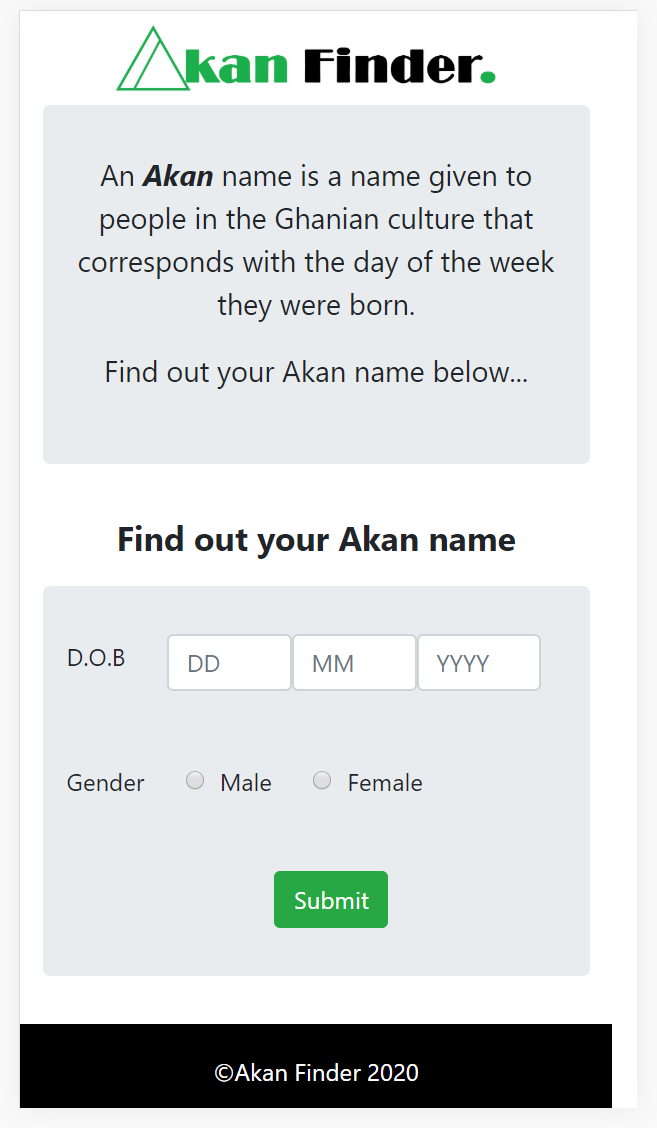 Akan Finder.
An Akan name is a name given to
people in the Ghanian culture that
corresponds with the day of the week
they were born.
Find out your Akan name below...
Find out your Akan name
D.O.B DD MM YYYY
Gender Male Female
Submit
©Akan Finder 2020